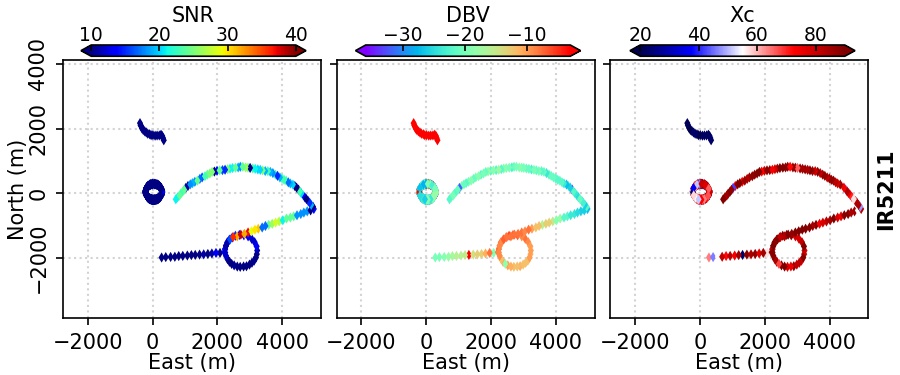 SNR DBV Xc
10 20 30 40 −30 −20 −10 20 40 60 80
4000
2000
0
−2000
North (m)
−2000 0 2000 4000 −2000 0 2000 4000 −2000 0 2000 4000
East (m) East (m) East (m)
IR5211